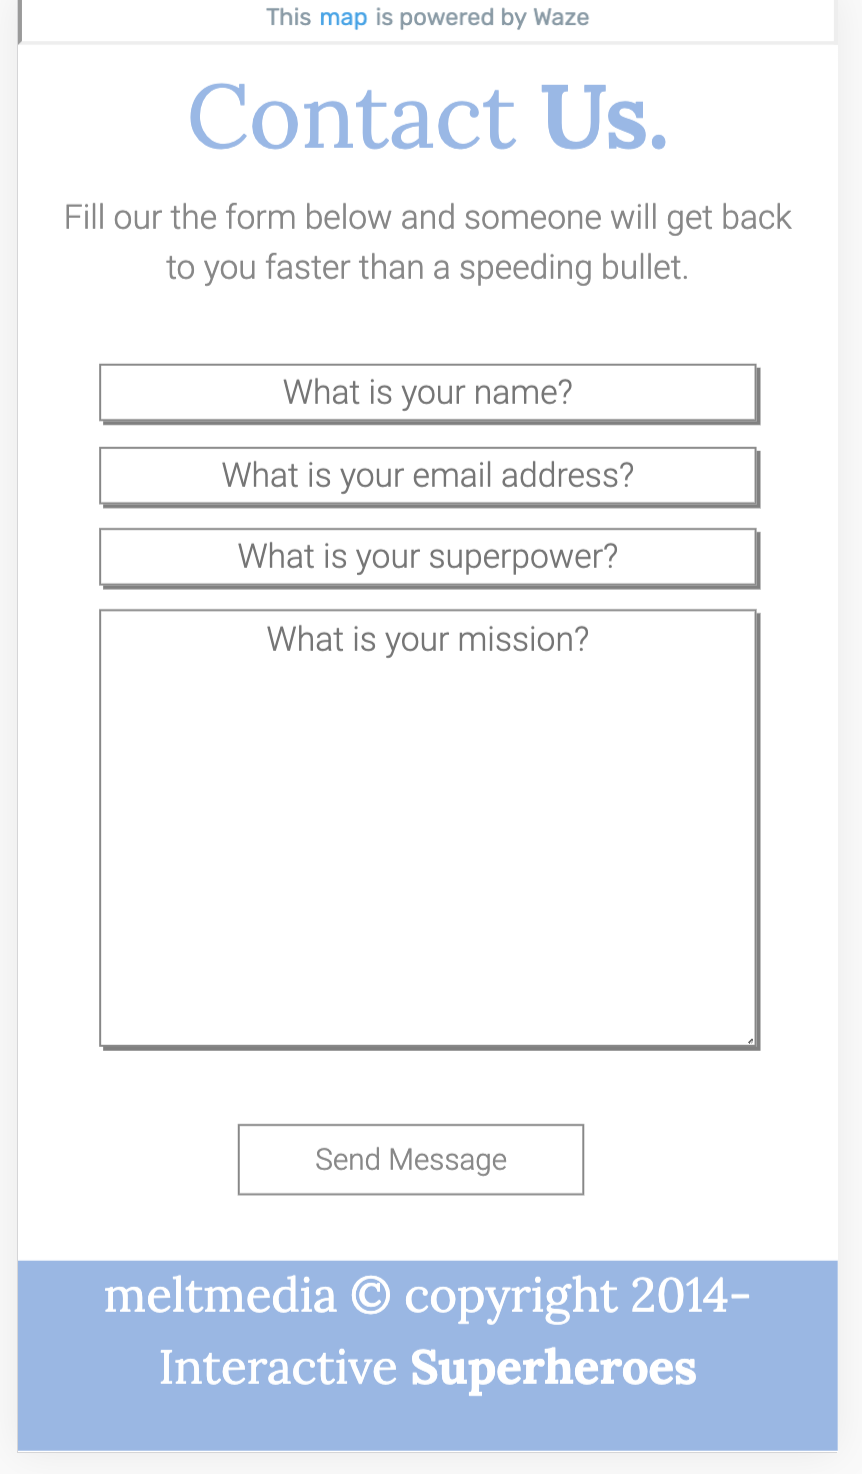 This map is powered by Waze
Contact Us.
Fill our the form below and someone will get back
to you faster than a speeding bullet.
What is your name?
What is your email address?
What is your superpower?
What is your mission?
Send Message
meltmedia © copyright 2014-
Interactive Superheroes